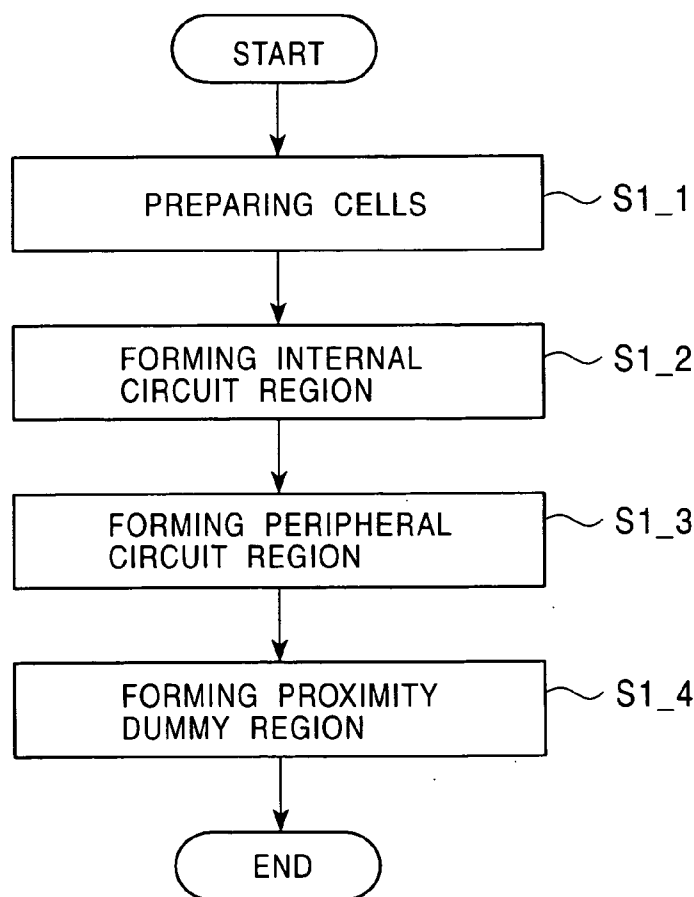 START
PREPARING CELLS
S1_1
FORMING INTERNAL
CIRCUIT REGION
S1_2
FORMING PERIPHERAL
CIRCUIT REGION
S1_3
FORMING PROXIMITY
DUMMY REGION
S1_4
END